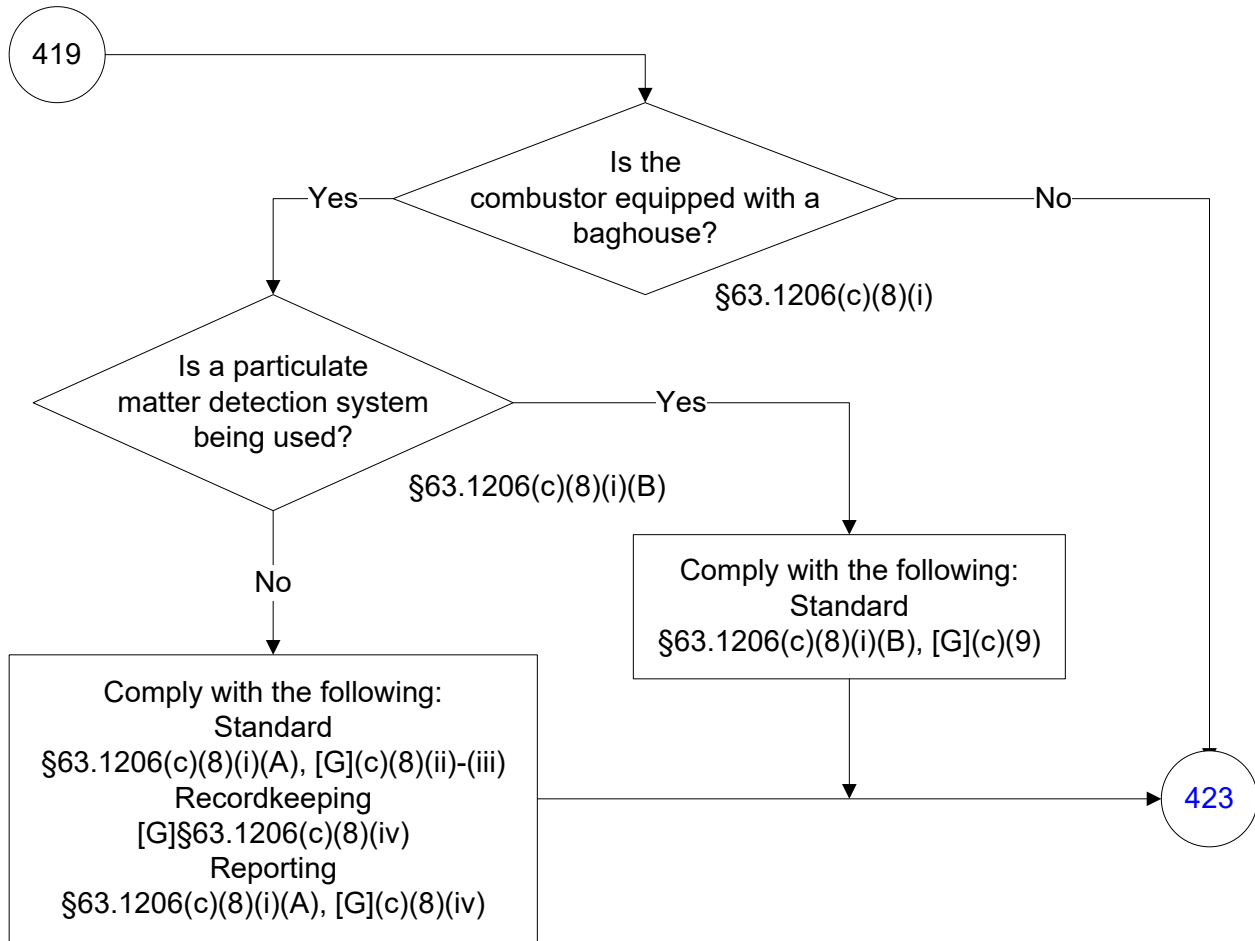 419
Is the
combustor equipped with a
baghouse?
Yes
No
§63.1206(c)(8)(i)
Is a particulate
matter detection system
being used?
Yes
§63.1206(c)(8)(i)(B)
No
Comply with the following:
Standard
§63.1206(c)(8)(i)(B), [G](c)(9)
Comply with the following:
Standard
§63.1206(c)(8)(i)(A), [G](c)(8)(ii)-(iii)
Recordkeeping
[G]§63.1206(c)(8)(iv)
Reporting
§63.1206(c)(8)(i)(A), [G](c)(8)(iv)
423